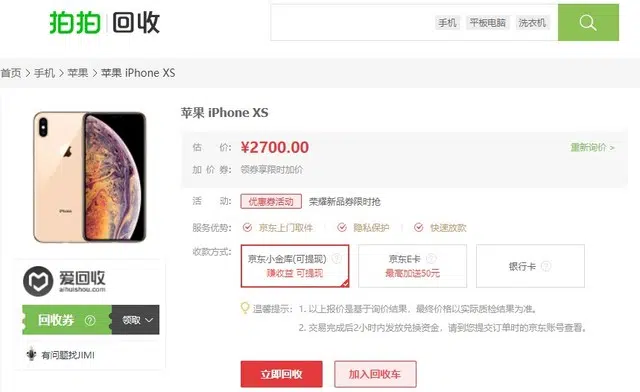 拍拍 回收
手机 平板电脑 洗衣机
首页 > 手机 > 苹果 > 苹果 iPhone XS
苹果 iPhone XS
估 价: ¥2700.00 重新询价 >
加 价 券: 领券享限时加价
活 动: 优惠券活动 荣耀新品券限时抢
服务优势: 京东上门取件 隐私保护 快速放款
收款方式: 京东小金库(可提现) ? 京东E卡 ? 银行卡 ?
赚收益 可提现 最高加送50元
温馨提示: 1. 以上报价是基于询价结果,最终价格以实际质检结果为准。
2. 交易完成后2小时内发放兑换资金,请到您提交订单时的京东账号查看。
立即回收 加入回收车
iPhone
爱回收
aihuishou.com
回收券 ? 领取
有问题找JIMI